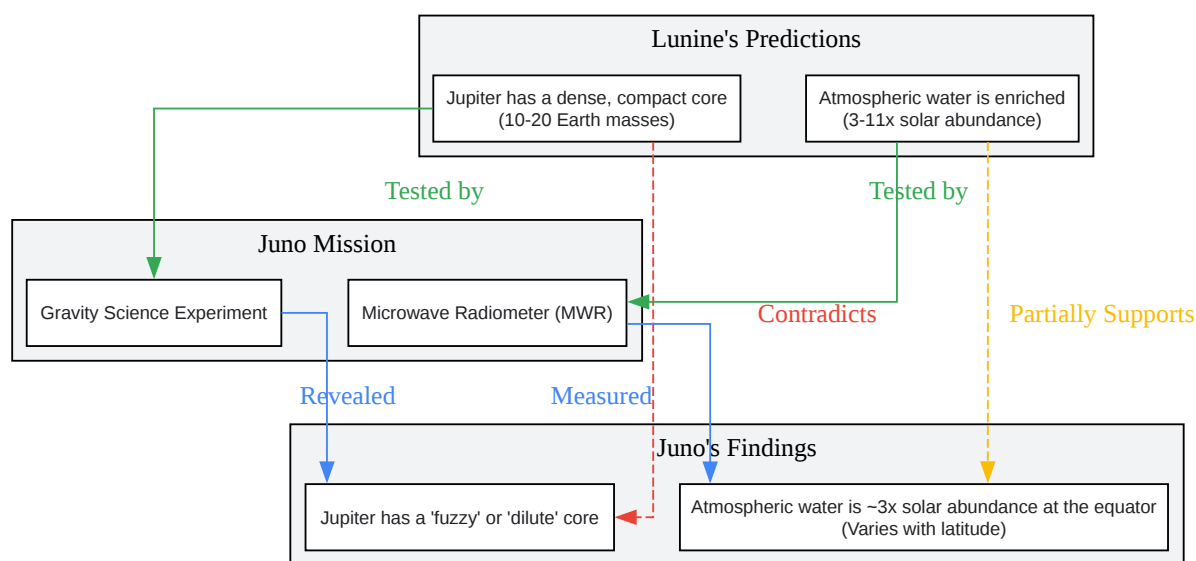 Lunine's Predictions
Jupiter has a dense, compact core
(10-20 Earth masses)
Atmospheric water is enriched
(3-11x solar abundance)
Tested by
Tested by
Juno Mission
Gravity Science Experiment
Microwave Radiometer (MWR)
Contradicts
Partially Supports
Revealed
Measured
Juno's Findings
Jupiter has a 'fuzzy' or 'dilute' core
Atmospheric water is ~3x solar abundance at the equator
(Varies with latitude)